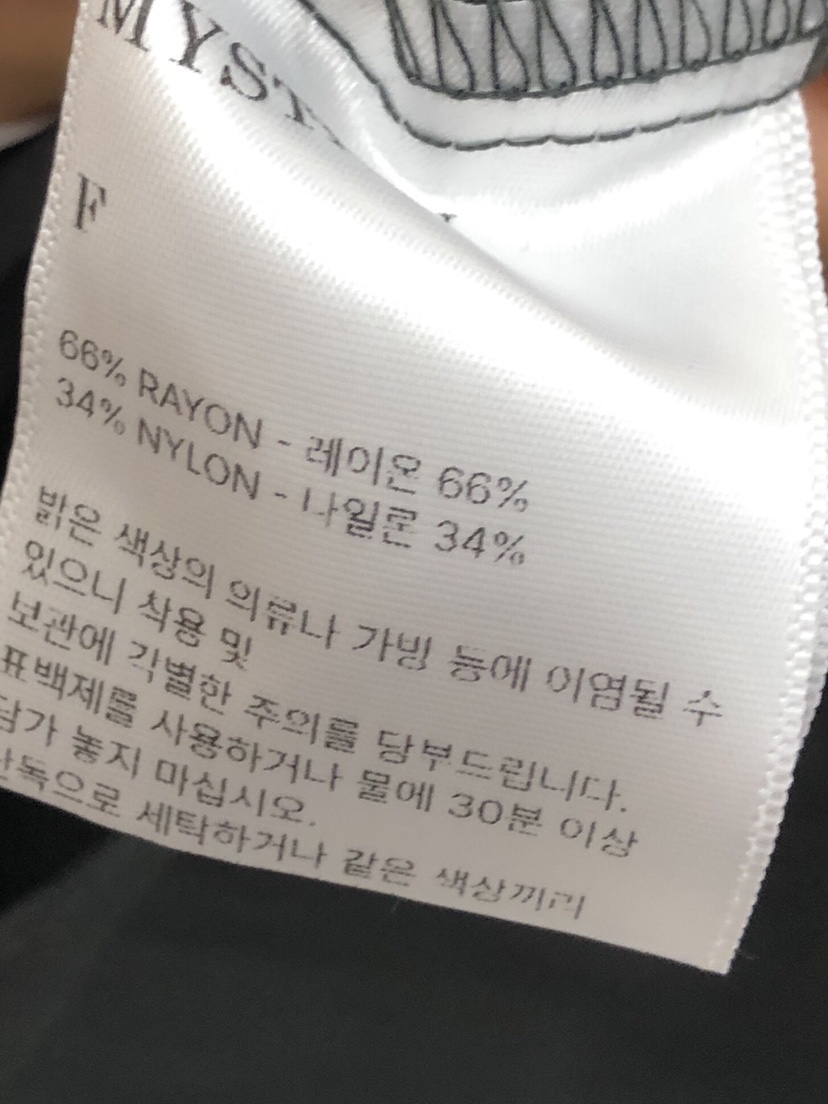 MYST
F
66% RAYON - 레이온 66%
34% NYLON - 나일론 34%
밝은 색상의 의류나 가방 등에 이염될 수
있으니 착용 및
보관에 각별한 주의를 당부드립니다.
표백제를 사용하거나 물에 30분 이상
담가 놓지 마십시오.
단독으로 세탁하거나 같은 색상끼리